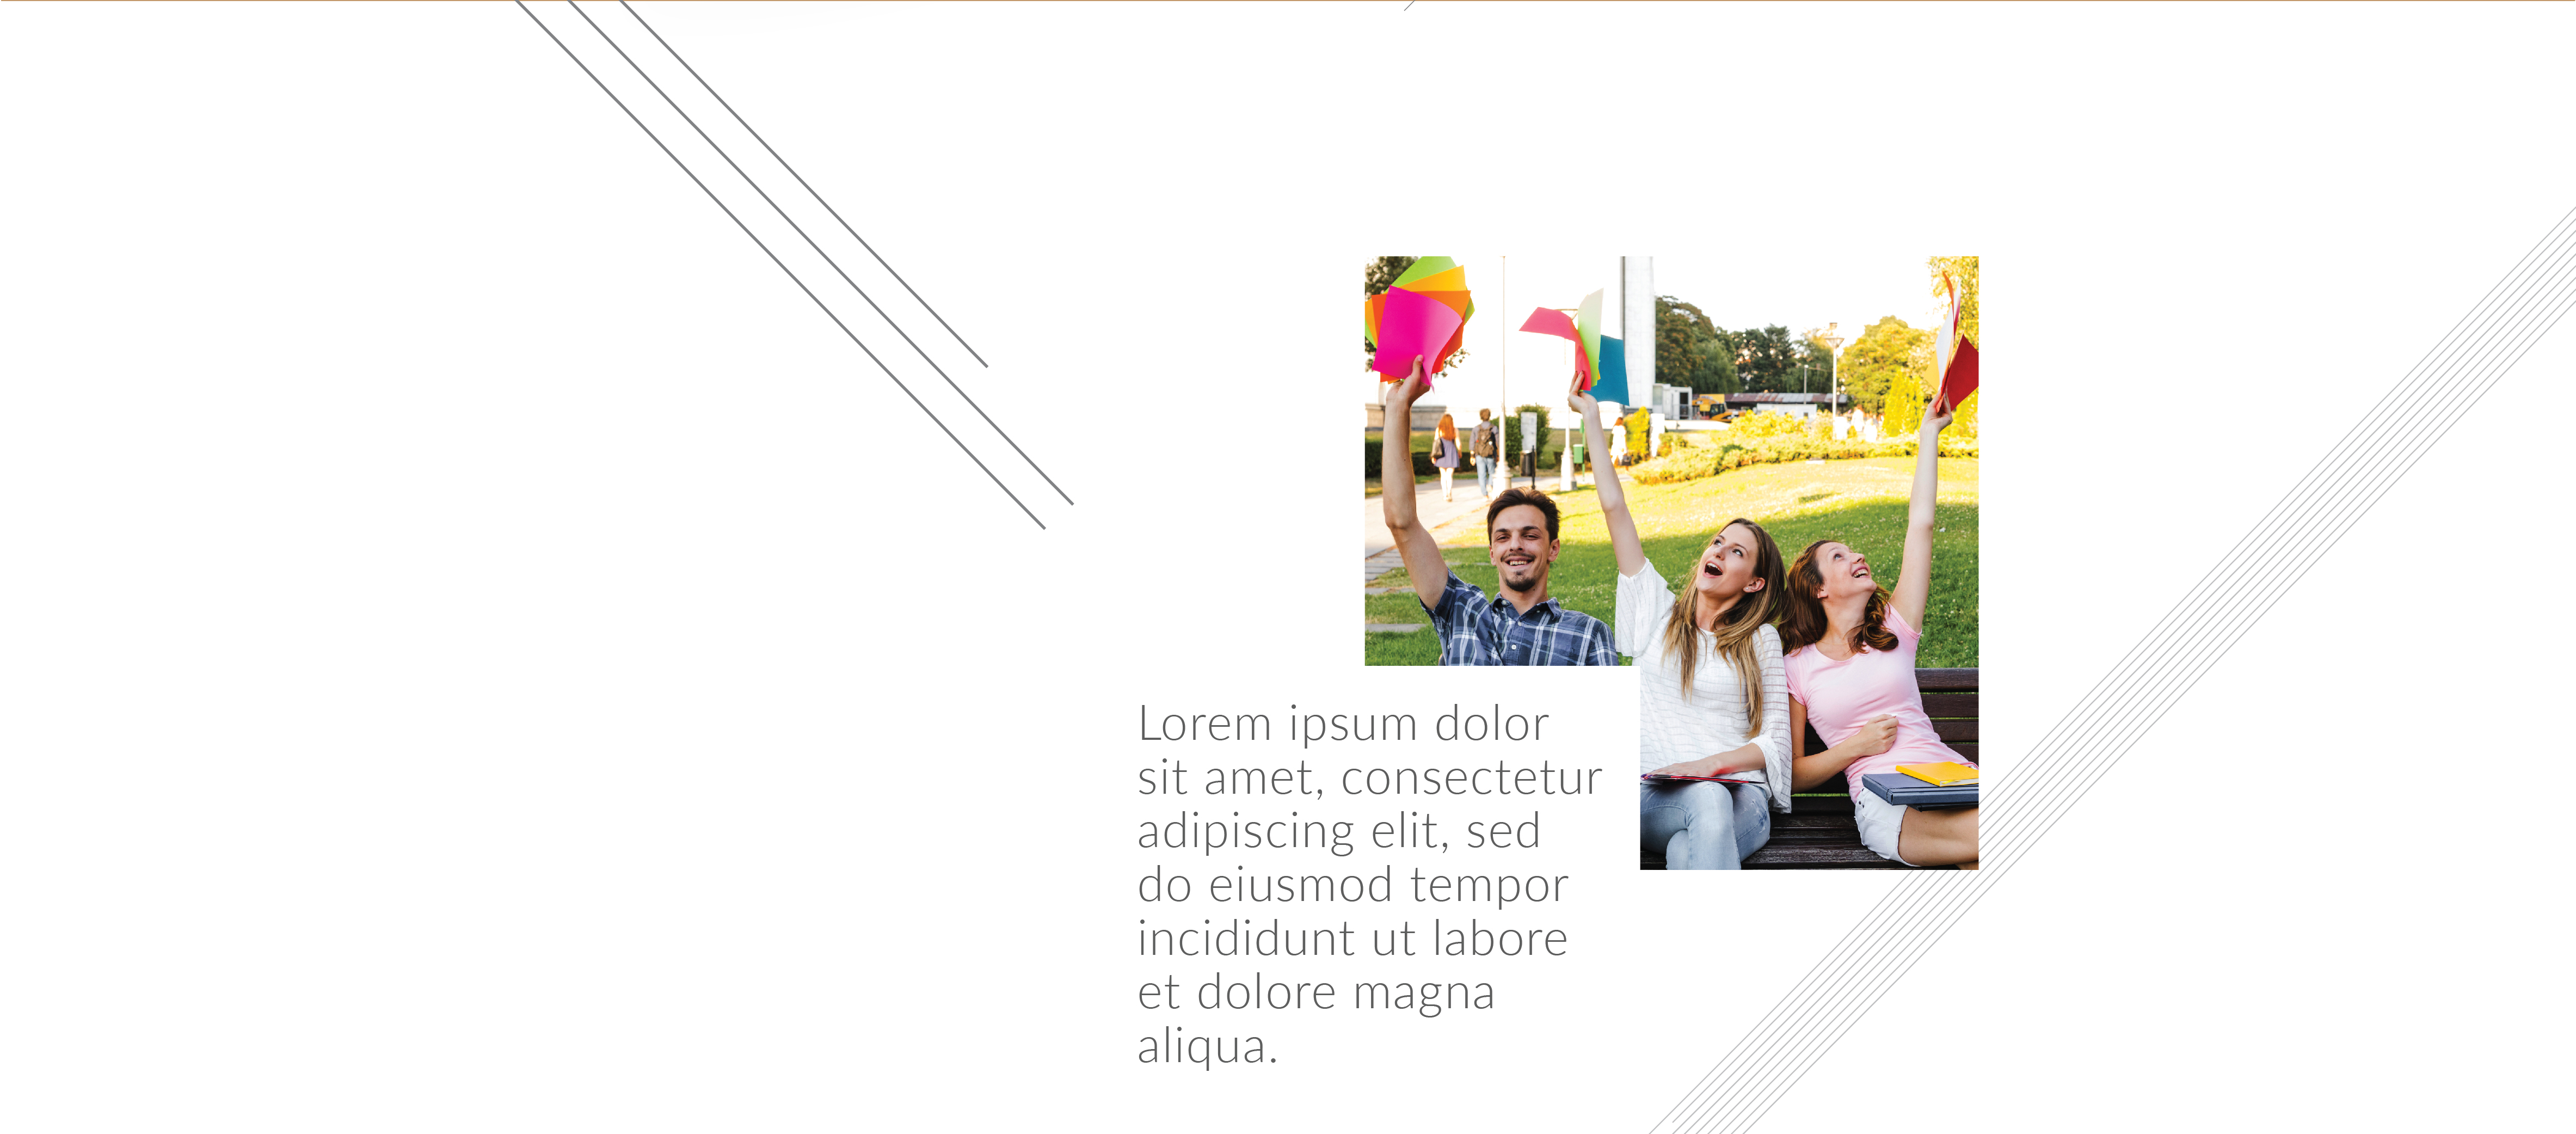 Lorem ipsum dolor
sit amet, consectetur
adipiscing elit, sed
do eiusmod tempor
incididunt ut labore
et dolore magna
aliqua.